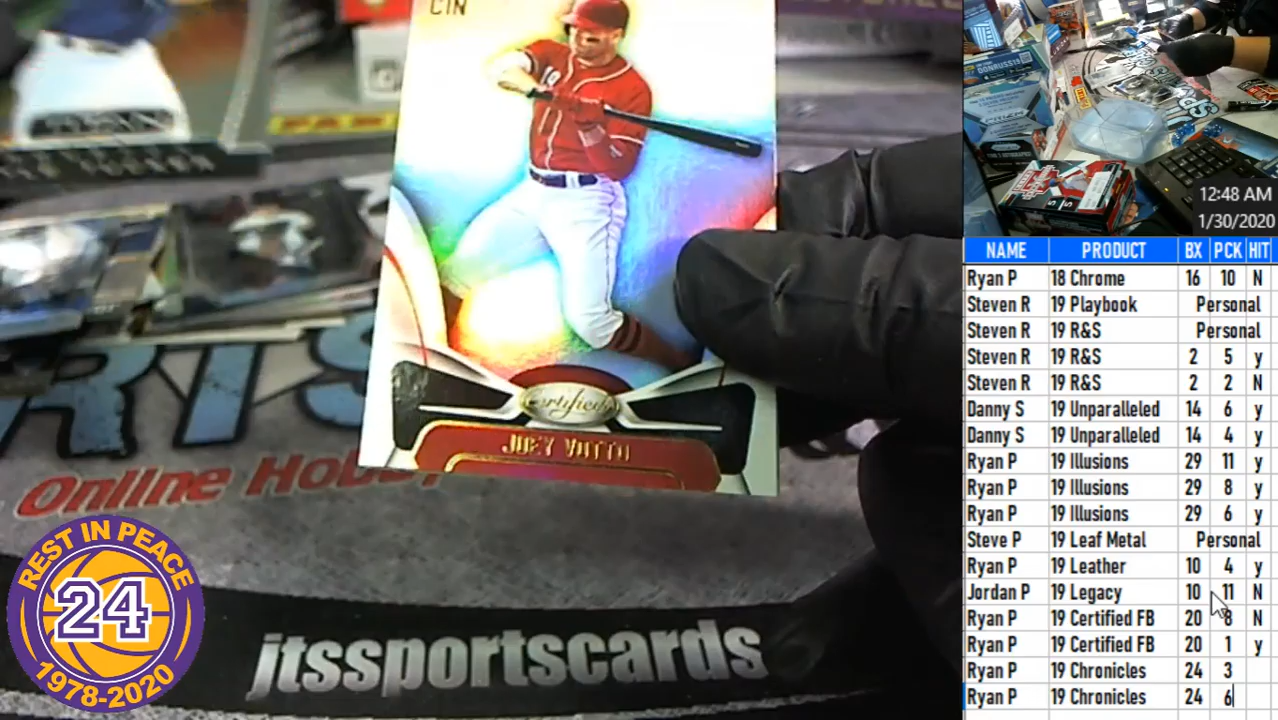 CIN
Certified
JOEY VOTTO
Online Ho
jtssportscards
REST IN PEACE
24
1978-2020
DONRUSS19
12:48 AM
1/30/2020
NAME PRODUCT BX PCK HIT
Ryan P 18 Chrome 16 10 N
Steven R 19 Playbook Personal
Steven R 19 R&S Personal
Steven R 19 R&S 2 5 y
Steven R 19 R&S 2 2 N
Danny S 19 Unparalleled 14 6 y
Danny S 19 Unparalleled 14 4 y
Ryan P 19 Illusions 29 11 y
Ryan P 19 Illusions 29 8 y
Ryan P 19 Illusions 29 6 y
Steve P 19 Leaf Metal Personal
Ryan P 19 Leather 10 4 y
Jordan P 19 Legacy 10 11 N
Ryan P 19 Certified FB 20 8 N
Ryan P 19 Certified FB 20 1 y
Ryan P 19 Chronicles 24 3
Ryan P 19 Chronicles 24 6